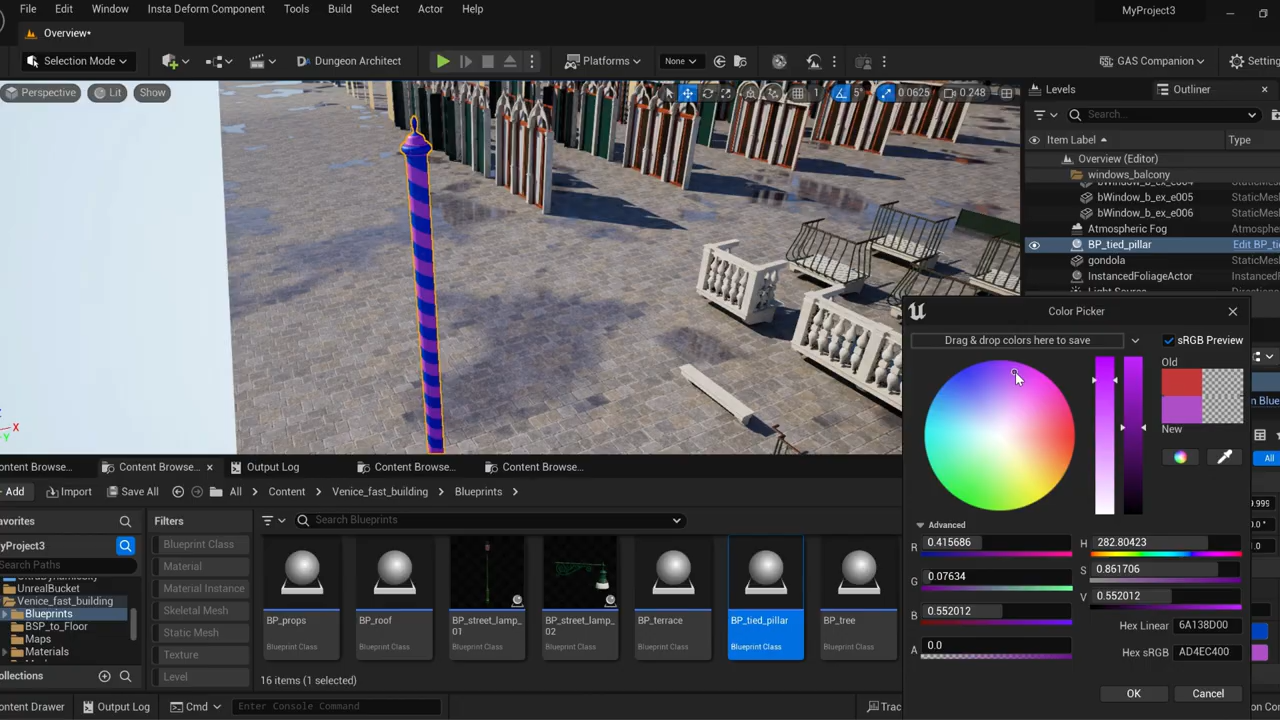 File Edit Window Insta Deform Component Tools Build Select Actor Help MyProject3
Overview*
Selection Mode Dungeon Architect Platforms None GAS Companion
Perspective Lit Show 1 5° 0.0625 0.248 Levels Outliner
Search...
Item Label Type
Overview (Editor)
windows_balcony
bWindow_b_ex_e004
bWindow_b_ex_e005
bWindow_b_ex_e006
Atmospheric Fog
BP_tied_pillar
gondola
InstancedFoliageActor
Light Source
Color Picker
Drag & drop colors here to save sRGB Preview
Old
New
Advanced
R 0.415686 H 282.80423
G 0.07634 S 0.861706
B 0.552012 V 0.552012
Hex Linear 6A138D00
A 0.0 Hex sRGB AD4EC400
OK Cancel
X
Y
Content Browse... Output Log Content Browse... Content Browse...
Add Import Save All All Content Venice_fast_building Blueprints
Filters Search Blueprints
MyProject3
Search Paths
UnrealBucket
Venice_fast_building
Blueprints
BSP_to_Floor
Maps
Materials
Blueprint Class
Material
Material Instance
Skeletal Mesh
Static Mesh
Texture
Level
BP_props BP_roof BP_street_lamp_01 BP_street_lamp_02 BP_terrace BP_tied_pillar BP_tree
Blueprint Class Blueprint Class Blueprint Class Blueprint Class Blueprint Class Blueprint Class Blueprint Class
16 items (1 selected)
Output Log Cmd Enter Console Command